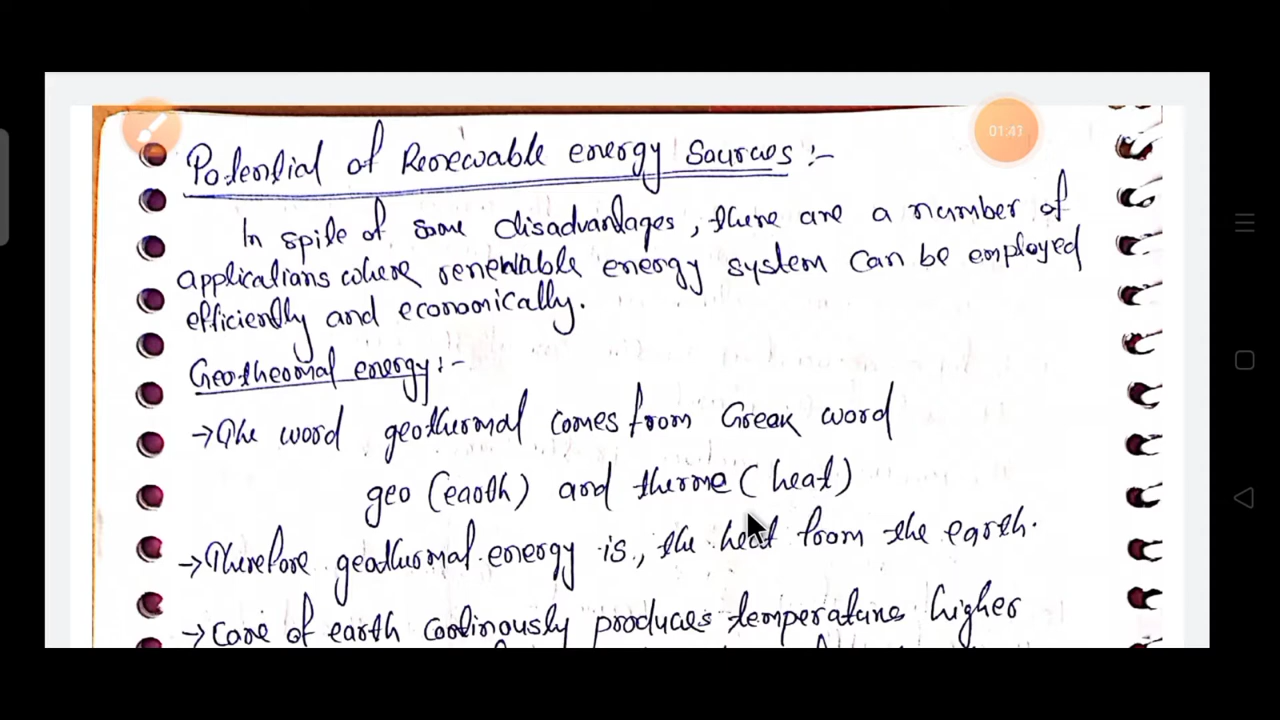 01:41
Potential of Renewable energy Sources :-
In spite of some disadvantages, there are a number of
applications where renewable energy system can be employed
efficiently and economically.
Geothermal energy :-
→ The word geothermal comes from Greak word
geo (earth) and therme (heat)
→ Therefore geothermal energy is, the heat from the earth.
→ Core of earth continously produces temperature higher